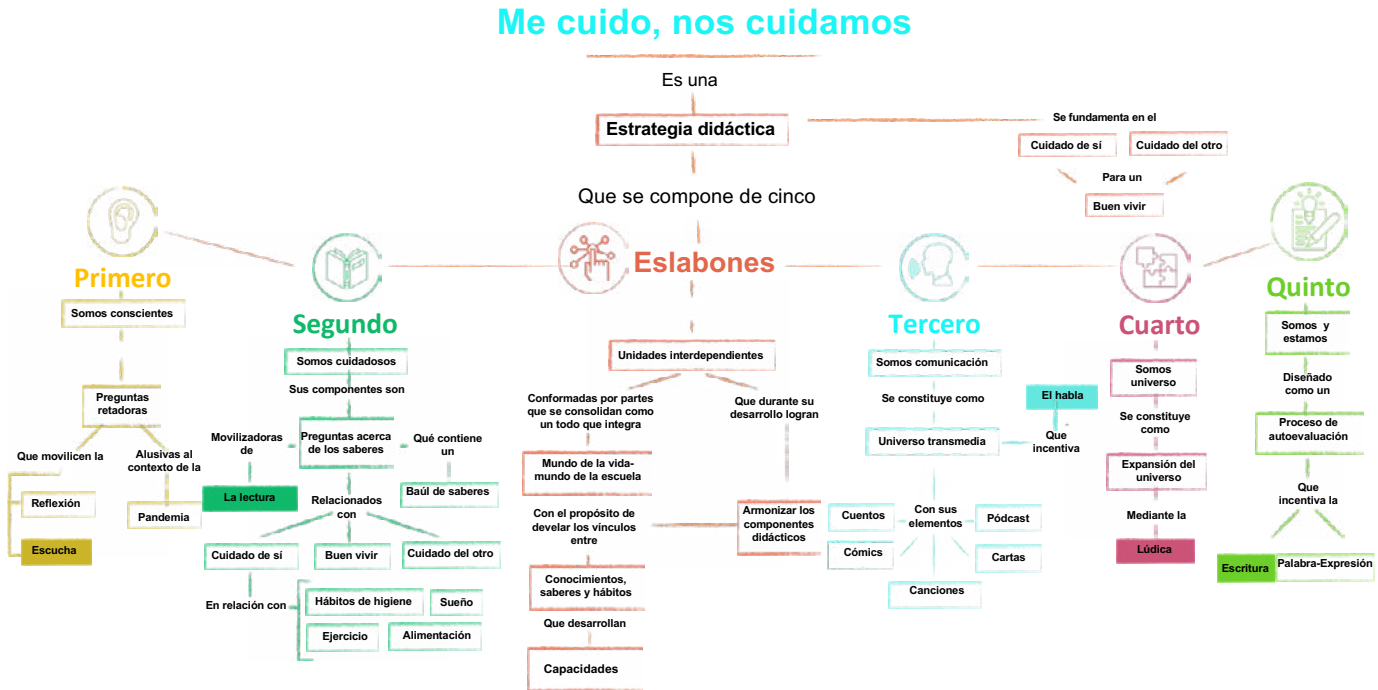 Me cuido, nos cuidamos
Es una
Estrategia didáctica
Se fundamenta en el
Cuidado de sí
Cuidado del otro
Para un
Buen vivir
Que se compone de cinco
Eslabones
Primero
Somos conscientes
Preguntas
retadoras
Que movilicen la
Reflexión
Escucha
Alusivas al
contexto de la
Pandemia
Segundo
Somos cuidadosos
Sus componentes son
Preguntas acerca
de los saberes
Movilizadoras
de
La lectura
Qué contiene
un
Baúl de saberes
Relacionados
con
Cuidado de sí
Buen vivir
Cuidado del otro
En relación con
Hábitos de higiene
Sueño
Ejercicio
Alimentación
Unidades interdependientes
Conformadas por partes
que se consolidan como
un todo que integra
Mundo de la vida-
mundo de la escuela
Con el propósito de
develar los vínculos
entre
Conocimientos,
saberes y hábitos
Que desarrollan
Capacidades
Que durante su
desarrollo logran
Armonizar los
componentes
didácticos
Tercero
Somos comunicación
Se constituye como
Universo transmedia
Que
incentiva
El habla
Con sus
elementos
Cuentos
Cómics
Canciones
Cartas
Pódcast
Cuarto
Somos
universo
Se constituye
como
Expansión del
universo
Mediante la
Lúdica
Quinto
Somos y
estamos
Diseñado
como un
Proceso de
autoevaluación
Que
incentiva la
Escritura
Palabra-Expresión